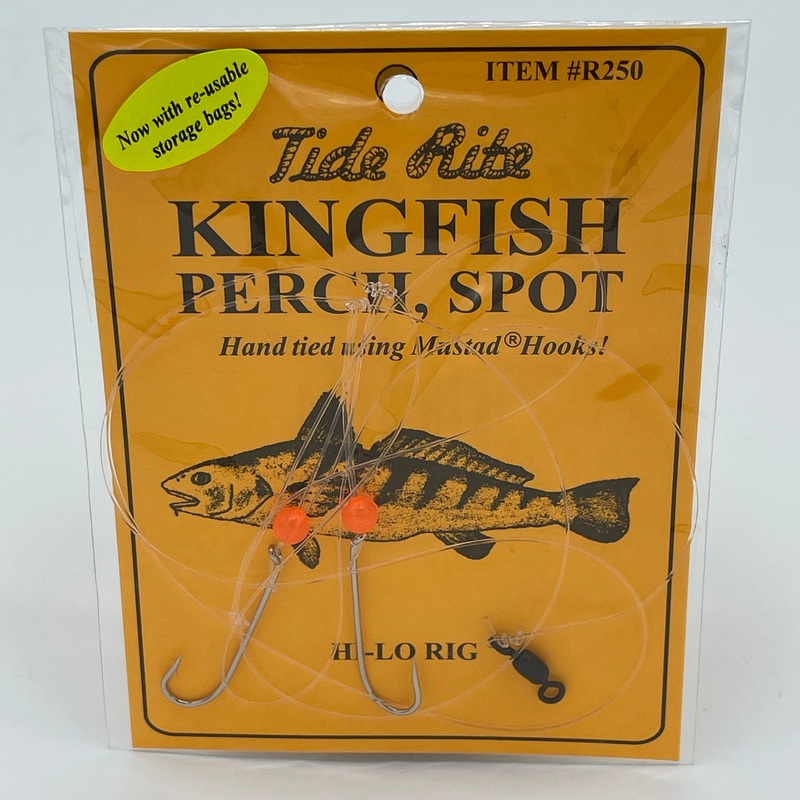 ITEM #R250
Now with re-usable
storage bags!
Tide Rite
KINGFISH
PERCH, SPOT
Hand tied using Mustad® Hooks!
HI-LO RIG